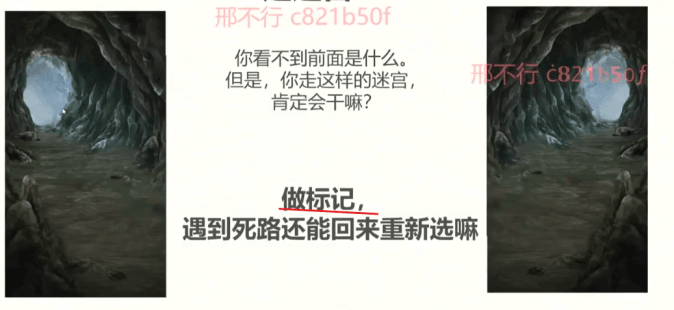 邢不行 c821b50f
你看不到前面是什么。
但是，你走这样的迷宫，
肯定会干嘛？
邢不行 c821b50f
做标记，
遇到死路还能回来重新选嘛